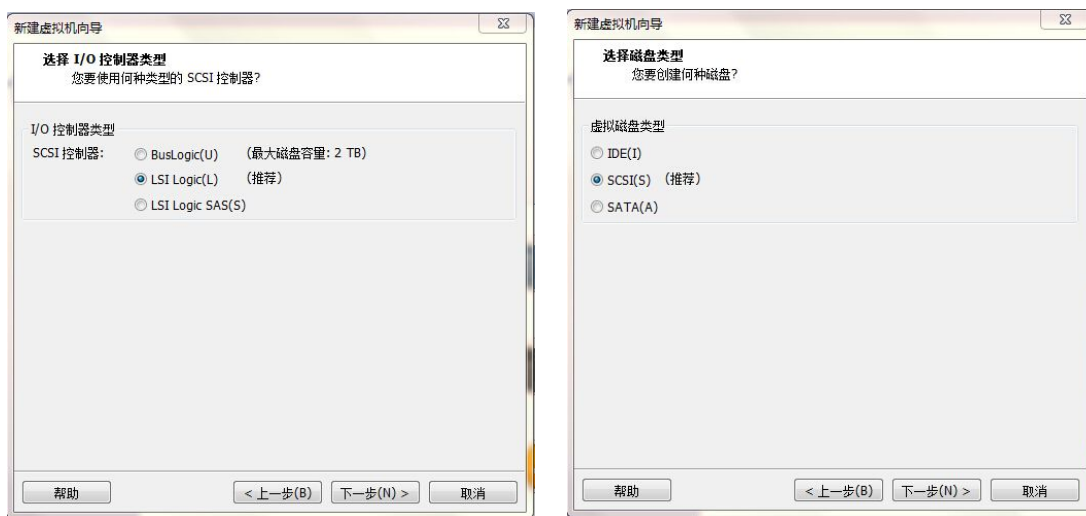 新建虚拟机向导
选择 I/O 控制器类型
您要使用何种类型的 SCSI 控制器?
I/O 控制器类型
SCSI 控制器: BusLogic(U) (最大磁盘容量: 2 TB)
LSI Logic(L) (推荐)
LSI Logic SAS(S)
帮助 < 上一步(B) 下一步(N) > 取消
新建虚拟机向导
选择磁盘类型
您要创建何种磁盘?
虚拟磁盘类型
IDE(I)
SCSI(S) (推荐)
SATA(A)
帮助 < 上一步(B) 下一步(N) > 取消